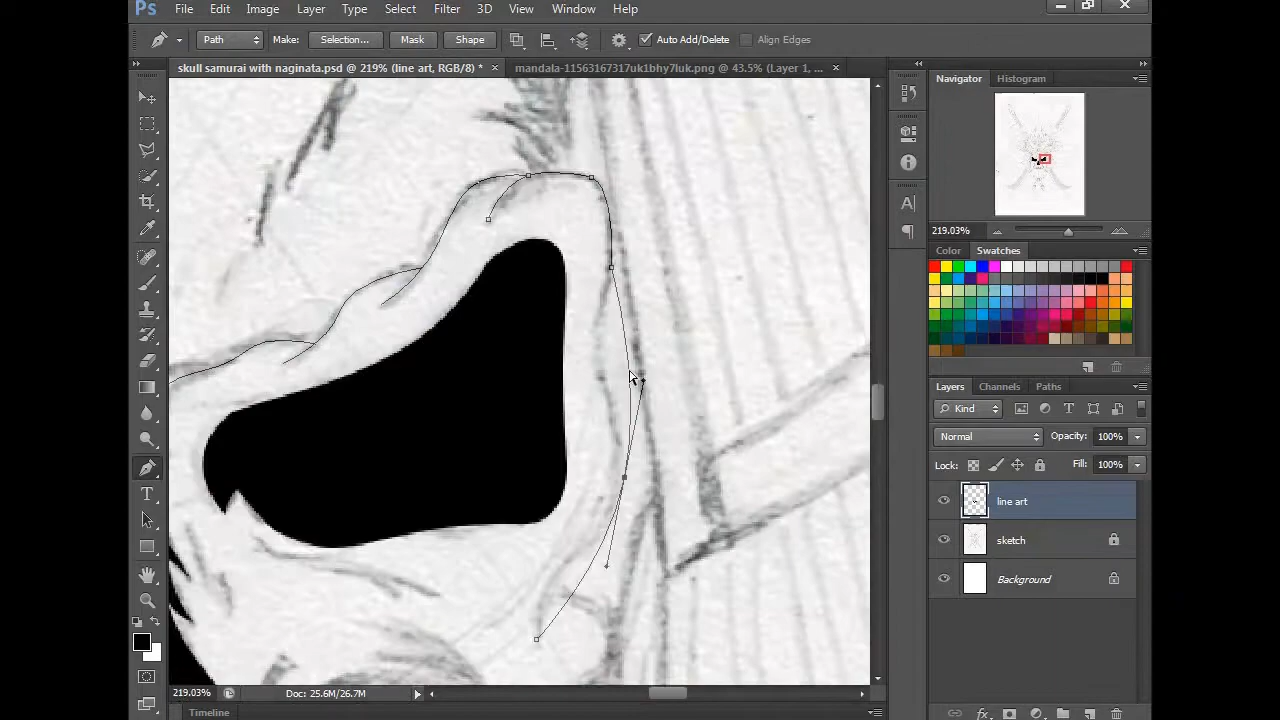 Ps File Edit Image Layer Type Select Filter 3D View Window Help
Path Make: Selection... Mask Shape Auto Add/Delete Align Edges
skull samurai with naginata.psd @ 219% (line art, RGB/8) * × mandala-11563167317uk1bhy7luk.png @ 43.5% (Layer 1, ... ×
Navigator Histogram
219.03%
Color Swatches
Layers Channels Paths
Kind
Normal Opacity: 100%
Lock: Fill: 100%
line art
sketch
Background
219.03% Doc: 25.6M/26.7M
Timeline